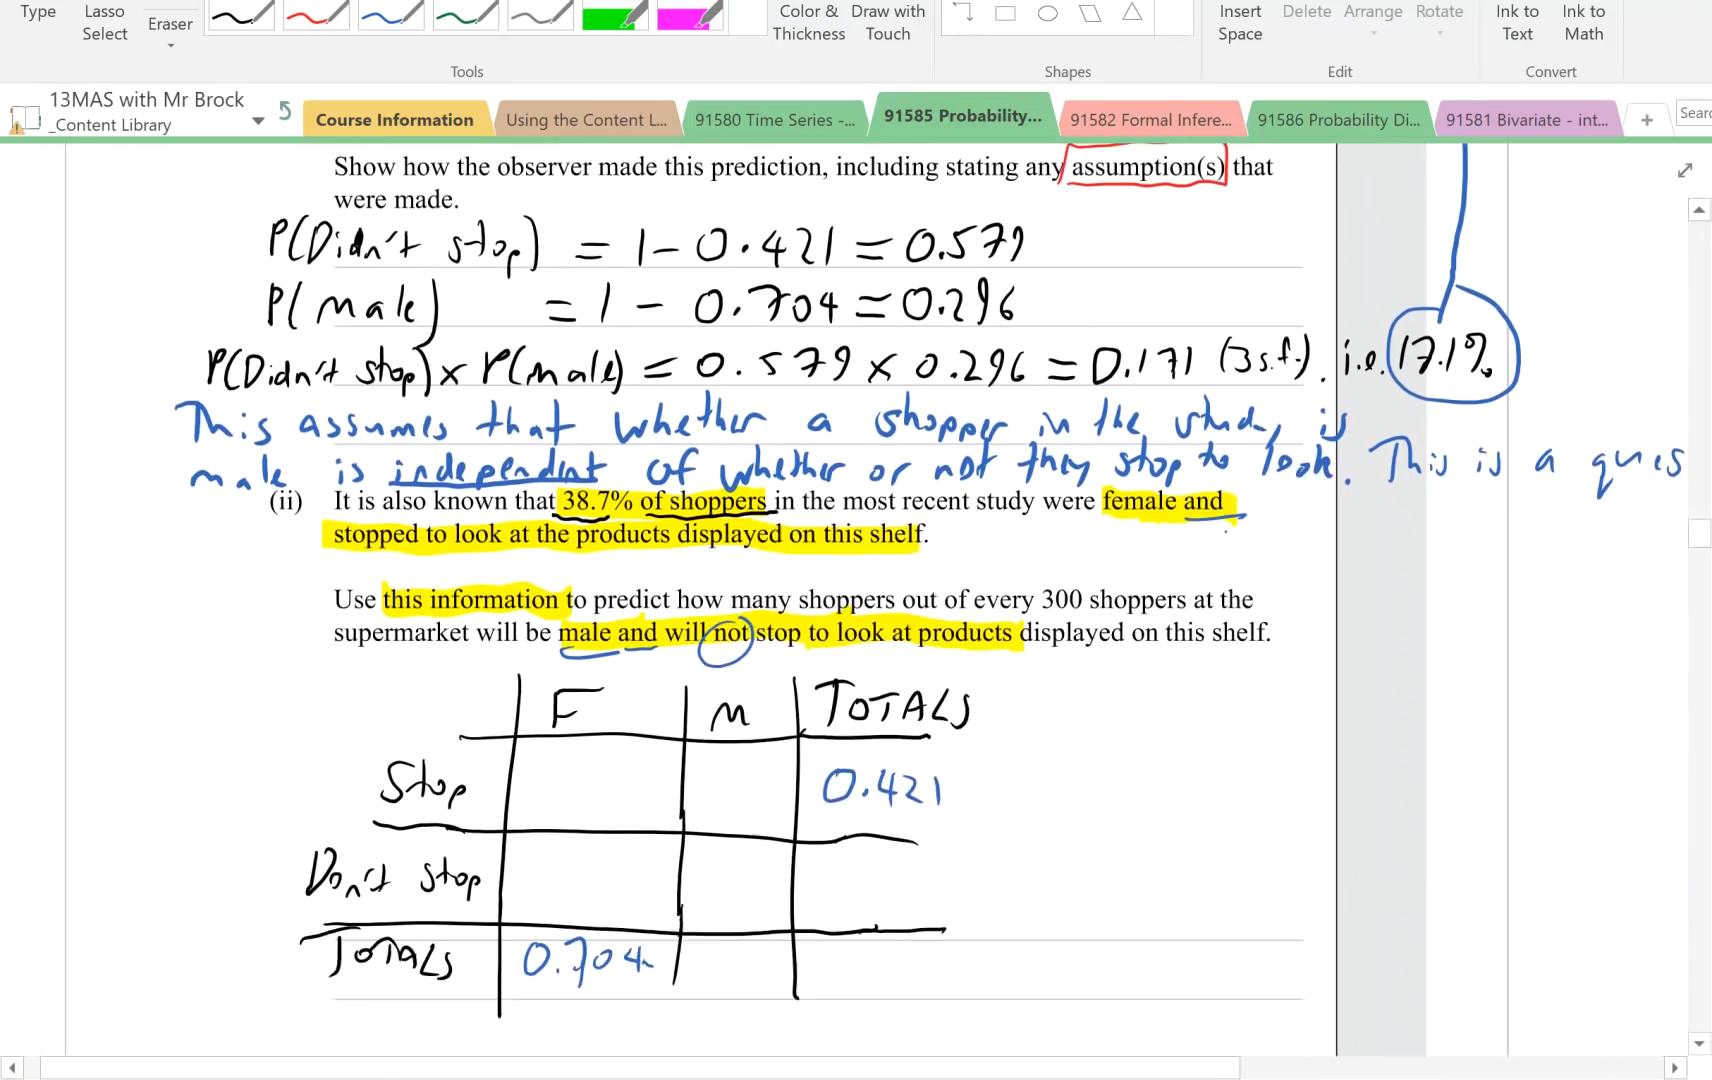 Type
Lasso
Select
Eraser
Color &
Thickness
Draw with
Touch
Insert
Space
Delete
Arrange
Rotate
Ink to
Text
Ink to
Math
Tools
Shapes
Edit
Convert
13MAS with Mr Brock
_Content Library
Course Information
Using the Content L...
91580 Time Series -...
91585 Probability...
91582 Formal Infere...
91586 Probability Di...
91581 Bivariate - int...
+
Sear
Show how the observer made this prediction, including stating any assumption(s) that
were made.
P(Didn't stop) = 1 - 0.421 = 0.579
P(male) = 1 - 0.704 = 0.296
P(Didn't stop) x P(male) = 0.579 × 0.296 = 0.171 (3 s.f.). i.e. 17.1%
This assumes that whether a shopper in the study is
male is independent of whether or not they stop to look. This is a ques
(ii) It is also known that 38.7% of shoppers in the most recent study were female and
stopped to look at the products displayed on this shelf.
Use this information to predict how many shoppers out of every 300 shoppers at the
supermarket will be male and will not stop to look at products displayed on this shelf.
F M TOTALS
Stop 0.421
Don't stop
TOTALS 0.704